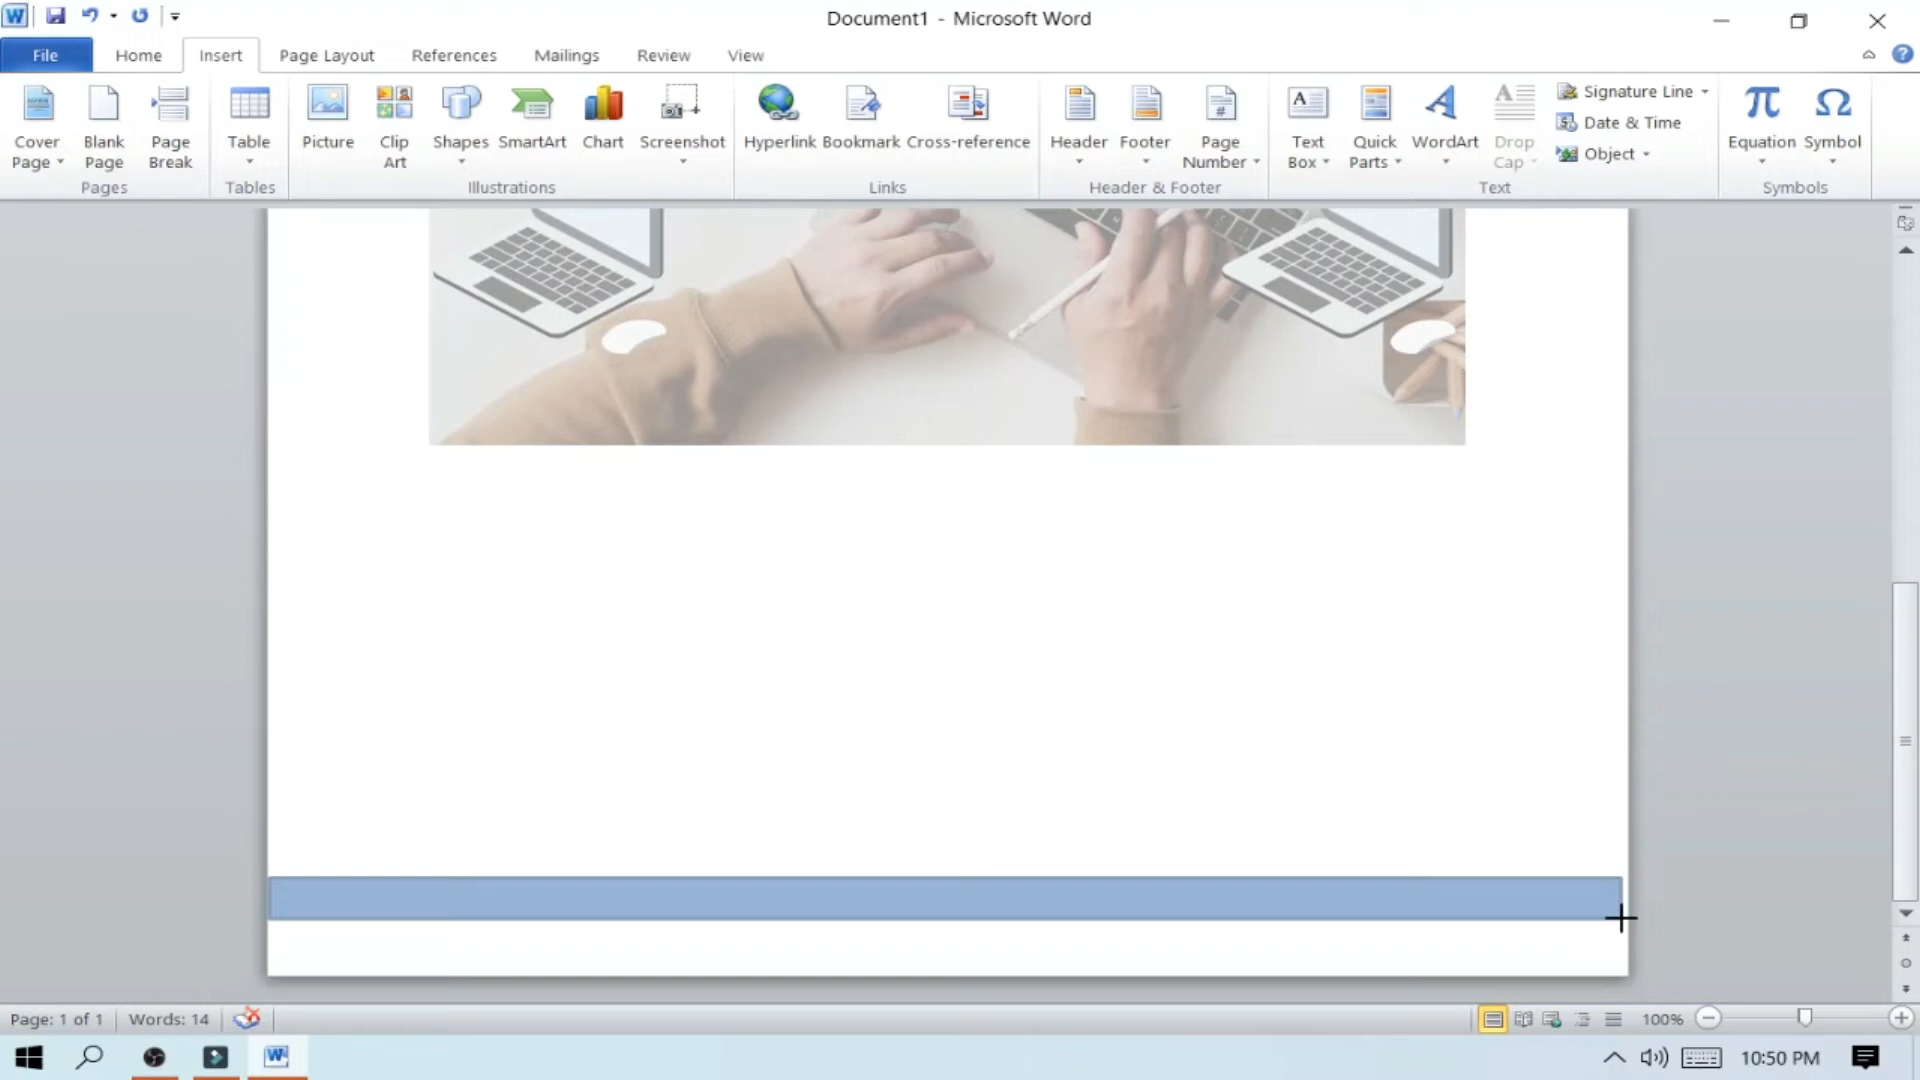 Document1 - Microsoft Word
File Home Insert Page Layout References Mailings Review View
Cover Page
Blank Page
Page Break
Table
Picture
Clip Art
Shapes
SmartArt
Chart
Screenshot
Hyperlink
Bookmark
Cross-reference
Header
Footer
Page Number
Text Box
Quick Parts
WordArt
Drop Cap
Signature Line
Date & Time
Object
Equation
Symbol
Pages Tables Illustrations Links Header & Footer Text Symbols
Page: 1 of 1 Words: 14 100%
10:50 PM